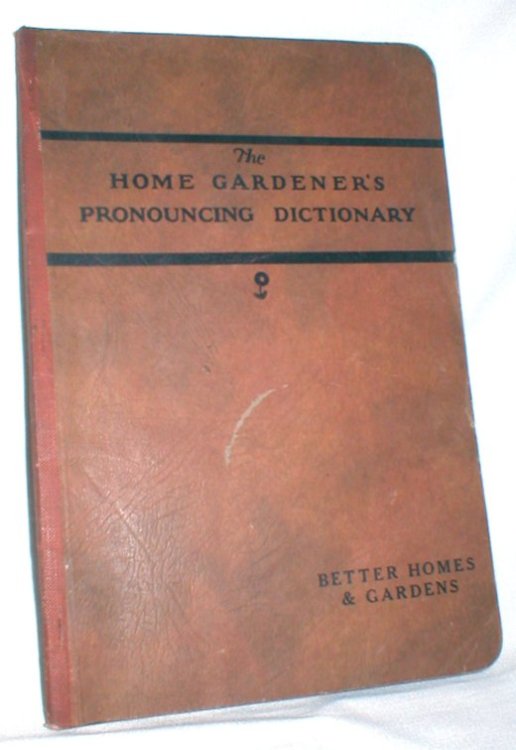 The
HOME GARDENER'S
PRONOUNCING DICTIONARY
BETTER HOMES
& GARDENS